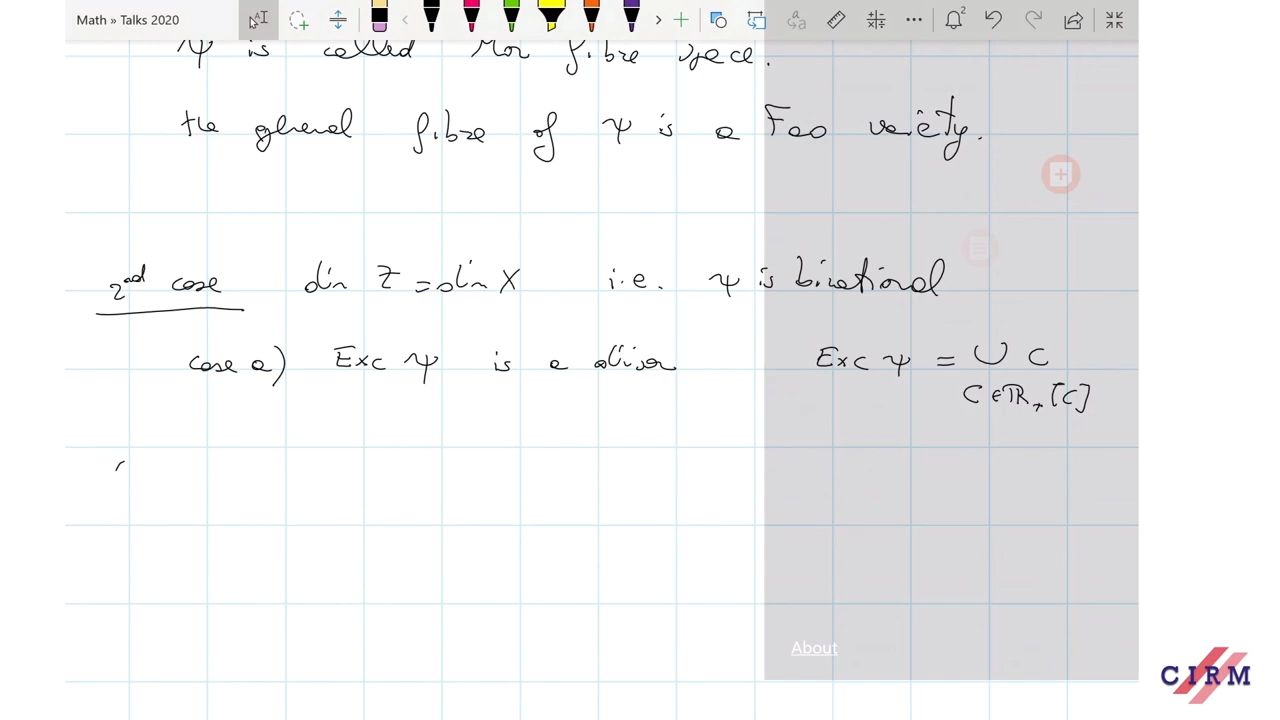 Math » Talks 2020
ψ is called Mori fibre space.
the general fibre of ψ is a Fano variety.
2nd case dim Z = dim X i.e. ψ is birational
case a) Exc ψ is a divisor Exc ψ = ∪ C
C ∈ ℝ₊ [C]
About
CIRM